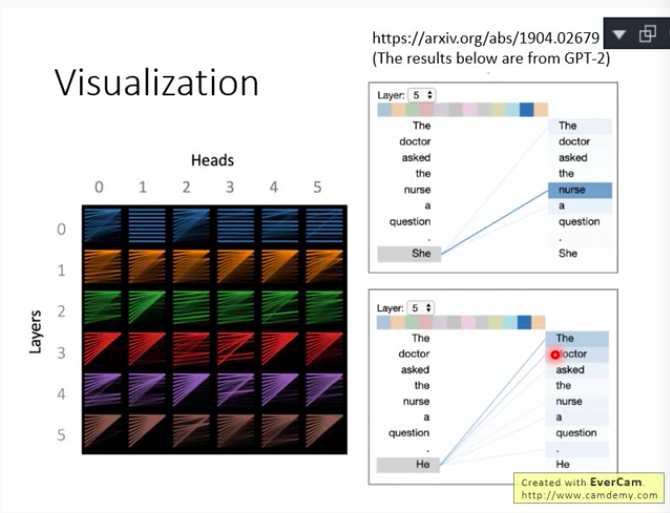 https://arxiv.org/abs/1904.02679
(The results below are from GPT-2)
Visualization
Heads
0 1 2 3 4 5
Layers
0
1
2
3
4
5
Layer: 5
The The
doctor doctor
asked asked
the the
nurse nurse
a a
question question
. .
She She
Layer: 5
The The
doctor doctor
asked asked
the the
nurse nurse
a a
question question
. .
He He
Created with EverCam.
http://www.camdemy.com